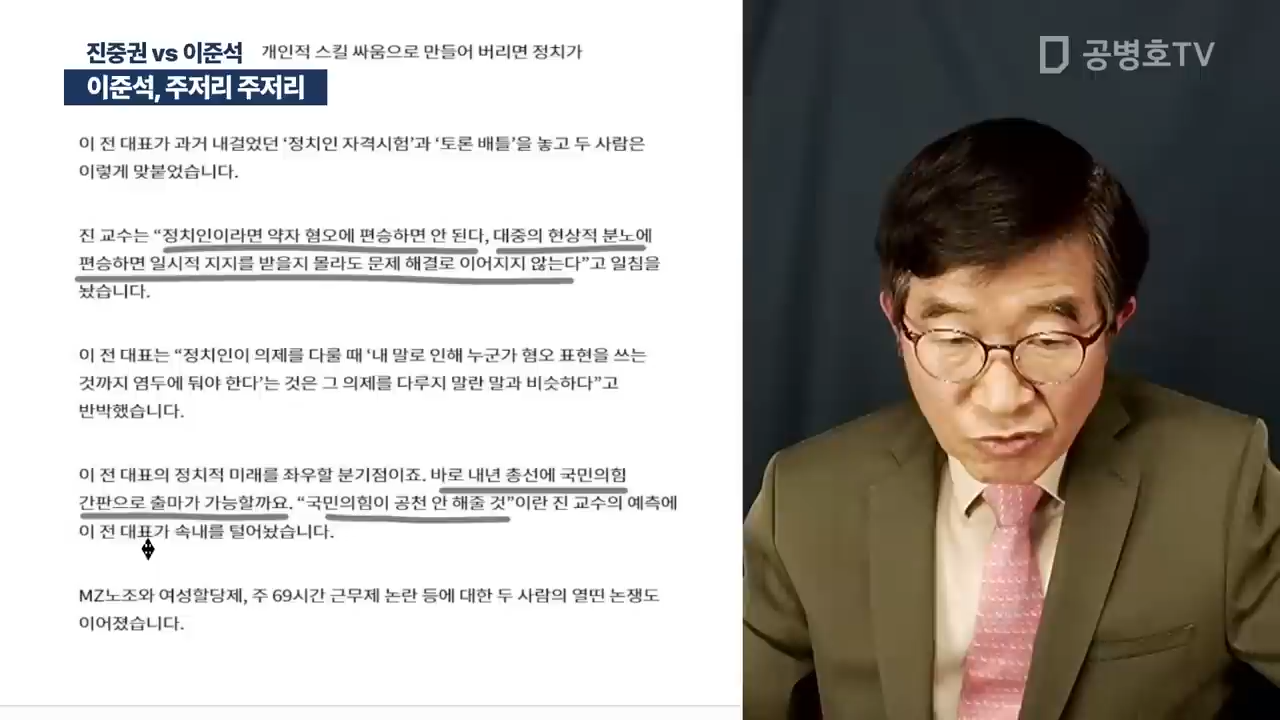 진중권 vs 이준석
개인적 스킬 싸움으로 만들어 버리면 정치가
이준석, 주저리 주저리
공병호TV
이 전 대표가 과거 내걸었던 ‘정치인 자격시험’과 ‘토론 배틀’을 놓고 두 사람은
이렇게 맞붙었습니다.
진 교수는 “정치인이라면 약자 혐오에 편승하면 안 된다, 대중의 현상적 분노에
편승하면 일시적 지지를 받을지 몰라도 문제 해결로 이어지지 않는다”고 일침을
놨습니다.
이 전 대표는 “정치인이 의제를 다룰 때 ‘내 말로 인해 누군가 혐오 표현을 쓰는
것까지 염두에 둬야 한다’는 것은 그 의제를 다루지 말란 말과 비슷하다”고
반박했습니다.
이 전 대표의 정치적 미래를 좌우할 분기점이죠. 바로 내년 총선에 국민의힘
간판으로 출마가 가능할까요. “국민의힘이 공천 안 해줄 것”이란 진 교수의 예측에
이 전 대표가 속내를 털어놨습니다.
MZ노조와 여성할당제, 주 69시간 근무제 논란 등에 대한 두 사람의 열띤 논쟁도
이어졌습니다.